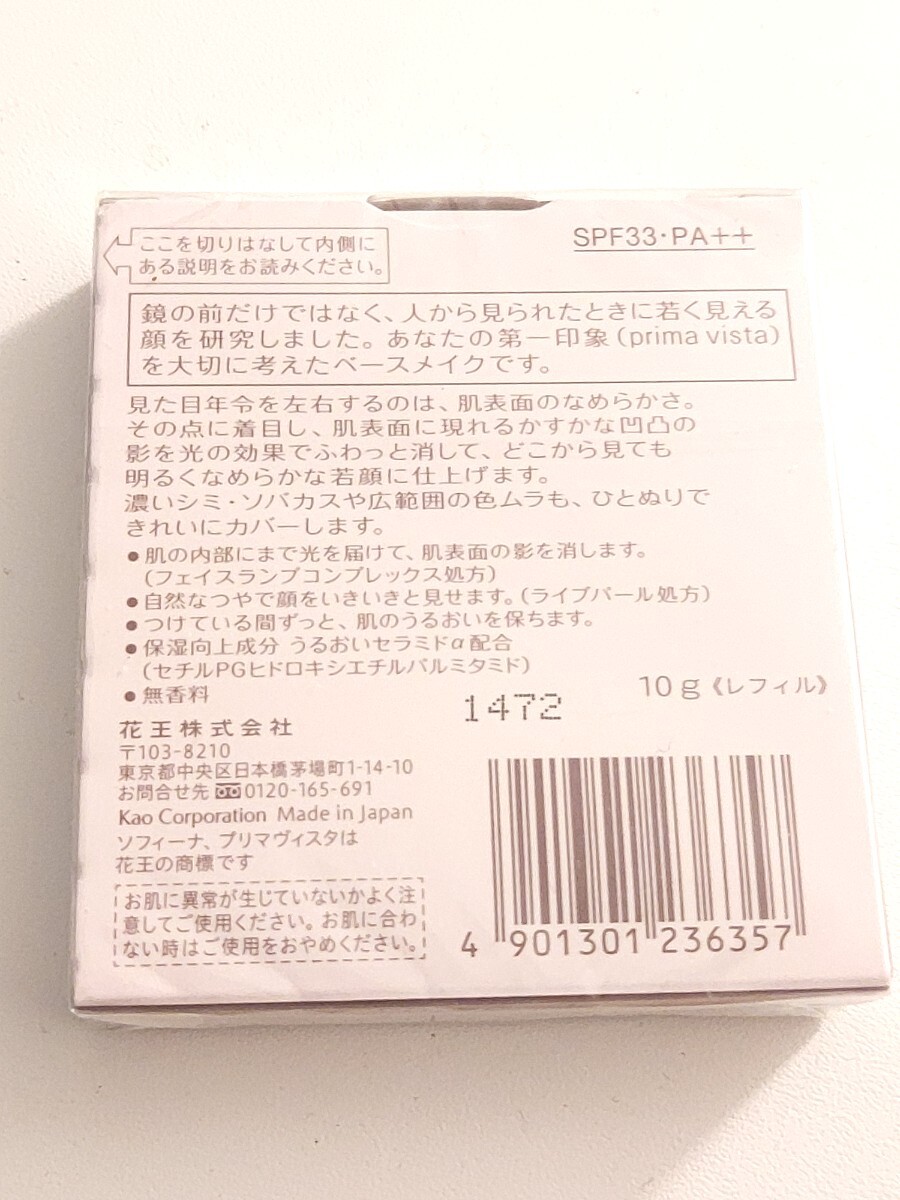 ここを切りはなして内側に
ある説明をお読みください。
SPF33・PA++
鏡の前だけではなく、人から見られたときに若く見える
顔を研究しました。あなたの第一印象(prima vista)
を大切に考えたベースメイクです。
見た目年令を左右するのは、肌表面のなめらかさ。
その点に着目し、肌表面に現れるかすかな凹凸の
影を光の効果でふわっと消して、どこから見ても
明るくなめらかな若顔に仕上げます。
濃いシミ・ソバカスや広範囲の色ムラも、ひとぬりで
きれいにカバーします。
●肌の内部にまで光を届けて、肌表面の影を消します。
(フェイスランプコンプレックス処方)
●自然なつやで顔をいきいきと見せます。(ライブパール処方)
●つけている間ずっと、肌のうるおいを保ちます。
●保湿向上成分 うるおいセラミドα配合
(セチルPGヒドロキシエチルパルミタミド)
●無香料
1472
10g《レフィル》
花王株式会社
〒103-8210
東京都中央区日本橋茅場町1-14-10
お問合せ先 0120-165-691
Kao Corporation Made in Japan
ソフィーナ、プリマヴィスタは
花王の商標です
お肌に異常が生じていないかよく注
意してご使用ください。お肌に合わ
ない時はご使用をおやめください。
4 901301 236357